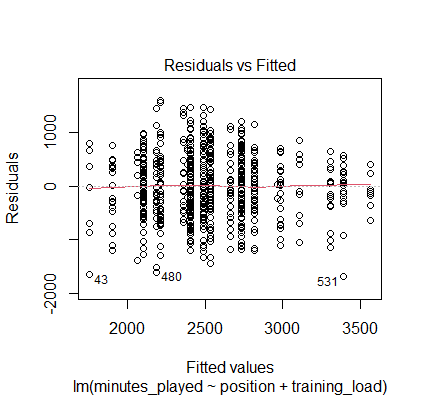 Residuals vs Fitted
Residuals
1000
0
-2000
43
480
531
2000
2500
3000
3500
Fitted values
lm(minutes_played ~ position + training_load)